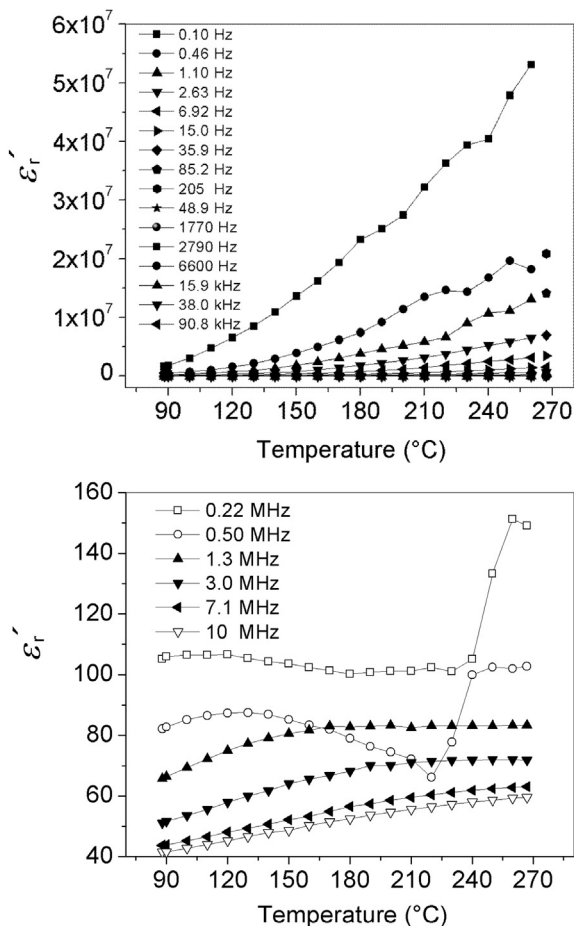 6x10⁷
5x10⁷
4x10⁷
3x10⁷
2x10⁷
1x10⁷
0
εr′
0.10 Hz
0.46 Hz
1.10 Hz
2.63 Hz
6.92 Hz
15.0 Hz
35.9 Hz
85.2 Hz
205 Hz
48.9 Hz
1770 Hz
2790 Hz
6600 Hz
15.9 kHz
38.0 kHz
90.8 kHz
90 120 150 180 210 240 270
Temperature (°C)
160
140
120
100
80
60
40
εr′
0.22 MHz
0.50 MHz
1.3 MHz
3.0 MHz
7.1 MHz
10 MHz
90 120 150 180 210 240 270
Temperature (°C)